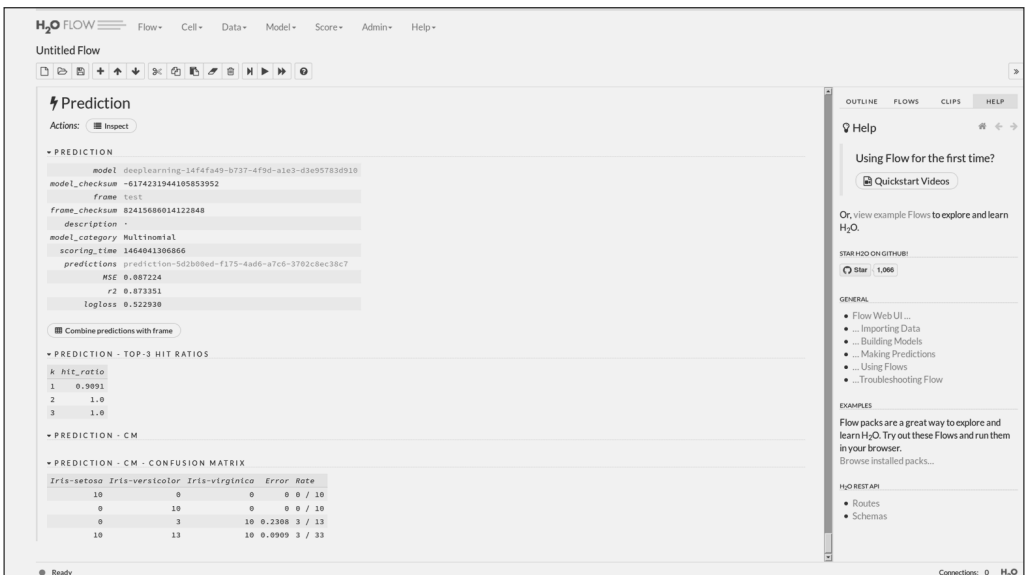 H2O FLOW Flow Cell Data Model Score Admin Help
Untitled Flow
Prediction
Actions: Inspect
PREDICTION
model deeplearning-14f4fa49-b737-4f9d-a1e3-d3e95783d910
model_checksum -6174231944105853952
frame test
frame_checksum 82415686014122848
description -
model_category Multinomial
scoring_time 1464041306866
predictions prediction-5d2b00ed-f175-4ad6-a7c6-3702c8ec38c7
MSE 0.087224
r2 0.873351
logloss 0.522930
Combine predictions with frame
PREDICTION - TOP-3 HIT RATIOS
k hit_ratio
1 0.9091
2 1.0
3 1.0
PREDICTION - CM
PREDICTION - CM - CONFUSION MATRIX
Iris-setosa Iris-versicolor Iris-virginica Error Rate
10 0 0 0 0 / 10
0 10 0 0 0 / 10
0 3 10 0.2308 3 / 13
10 13 10 0.0909 3 / 33
OUTLINE FLOWS CLIPS HELP
Help
Using Flow for the first time?
Quickstart Videos
Or, view example Flows to explore and learn
H2O.
STAR H2O ON GITHUB!
Star 1,066
GENERAL
Flow Web UI ...
... Importing Data
... Building Models
... Making Predictions
... Using Flows
...Troubleshooting Flow
EXAMPLES
Flow packs are a great way to explore and
learn H2O. Try out these Flows and run them
in your browser.
Browse installed packs...
H2O REST API
Routes
Schemas
Ready
Connections: 0 H2O